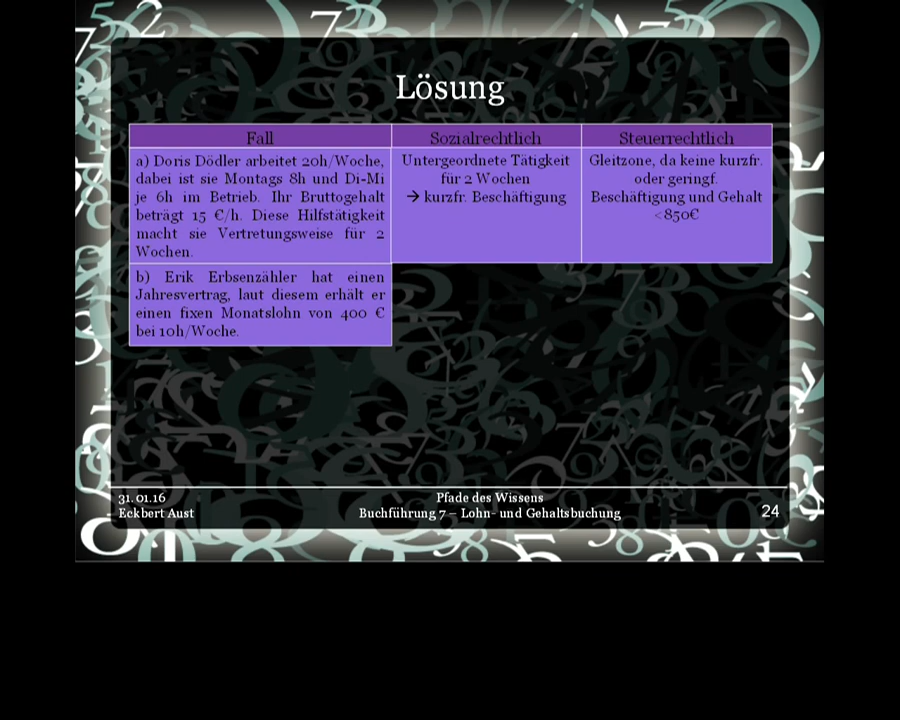 Lösung
Fall
Sozialrechtlich
Steuerrechtlich
a) Doris Dödler arbeitet 20h/Woche,
dabei ist sie Montags 8h und Di-Mi
je 6h im Betrieb. Ihr Bruttogehalt
beträgt 15 €/h. Diese Hilfstätigkeit
macht sie Vertretungsweise für 2
Wochen.
Untergeordnete Tätigkeit
für 2 Wochen
→ kurzfr. Beschäftigung
Gleitzone, da keine kurzfr.
oder geringf.
Beschäftigung und Gehalt
<850€
b) Erik Erbsenzähler hat einen
Jahresvertrag, laut diesem erhält er
einen fixen Monatslohn von 400 €
bei 10h/Woche.
31.01.16
Eckbert Aust
Pfade des Wissens
Buchführung 7 – Lohn- und Gehaltsbuchung
24